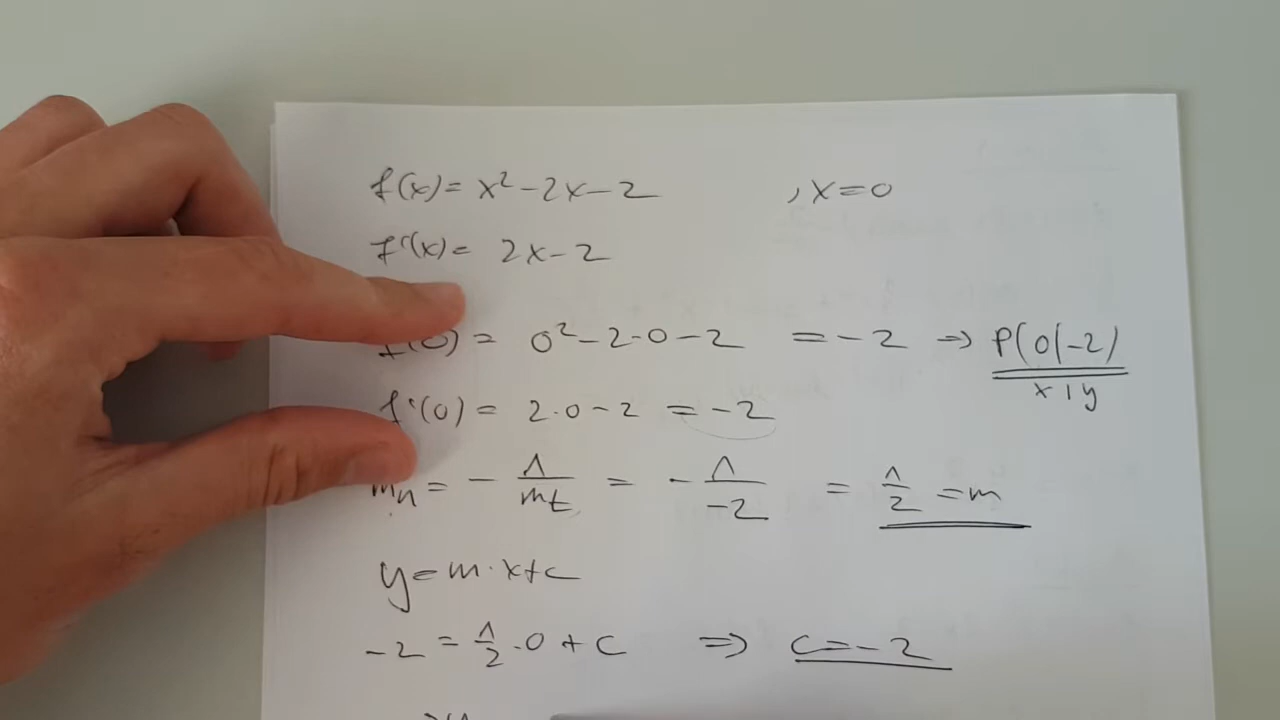 f(x) = x² - 2x - 2 , x = 0
f'(x) = 2x - 2
f(0) = 0² - 2·0 - 2 = -2 => P(0|-2)
x | y
f'(0) = 2·0 - 2 = -2
mn = - 1/mt = - 1/-2 = 1/2 = m
y = m·x + c
-2 = 1/2·0 + c => c = -2